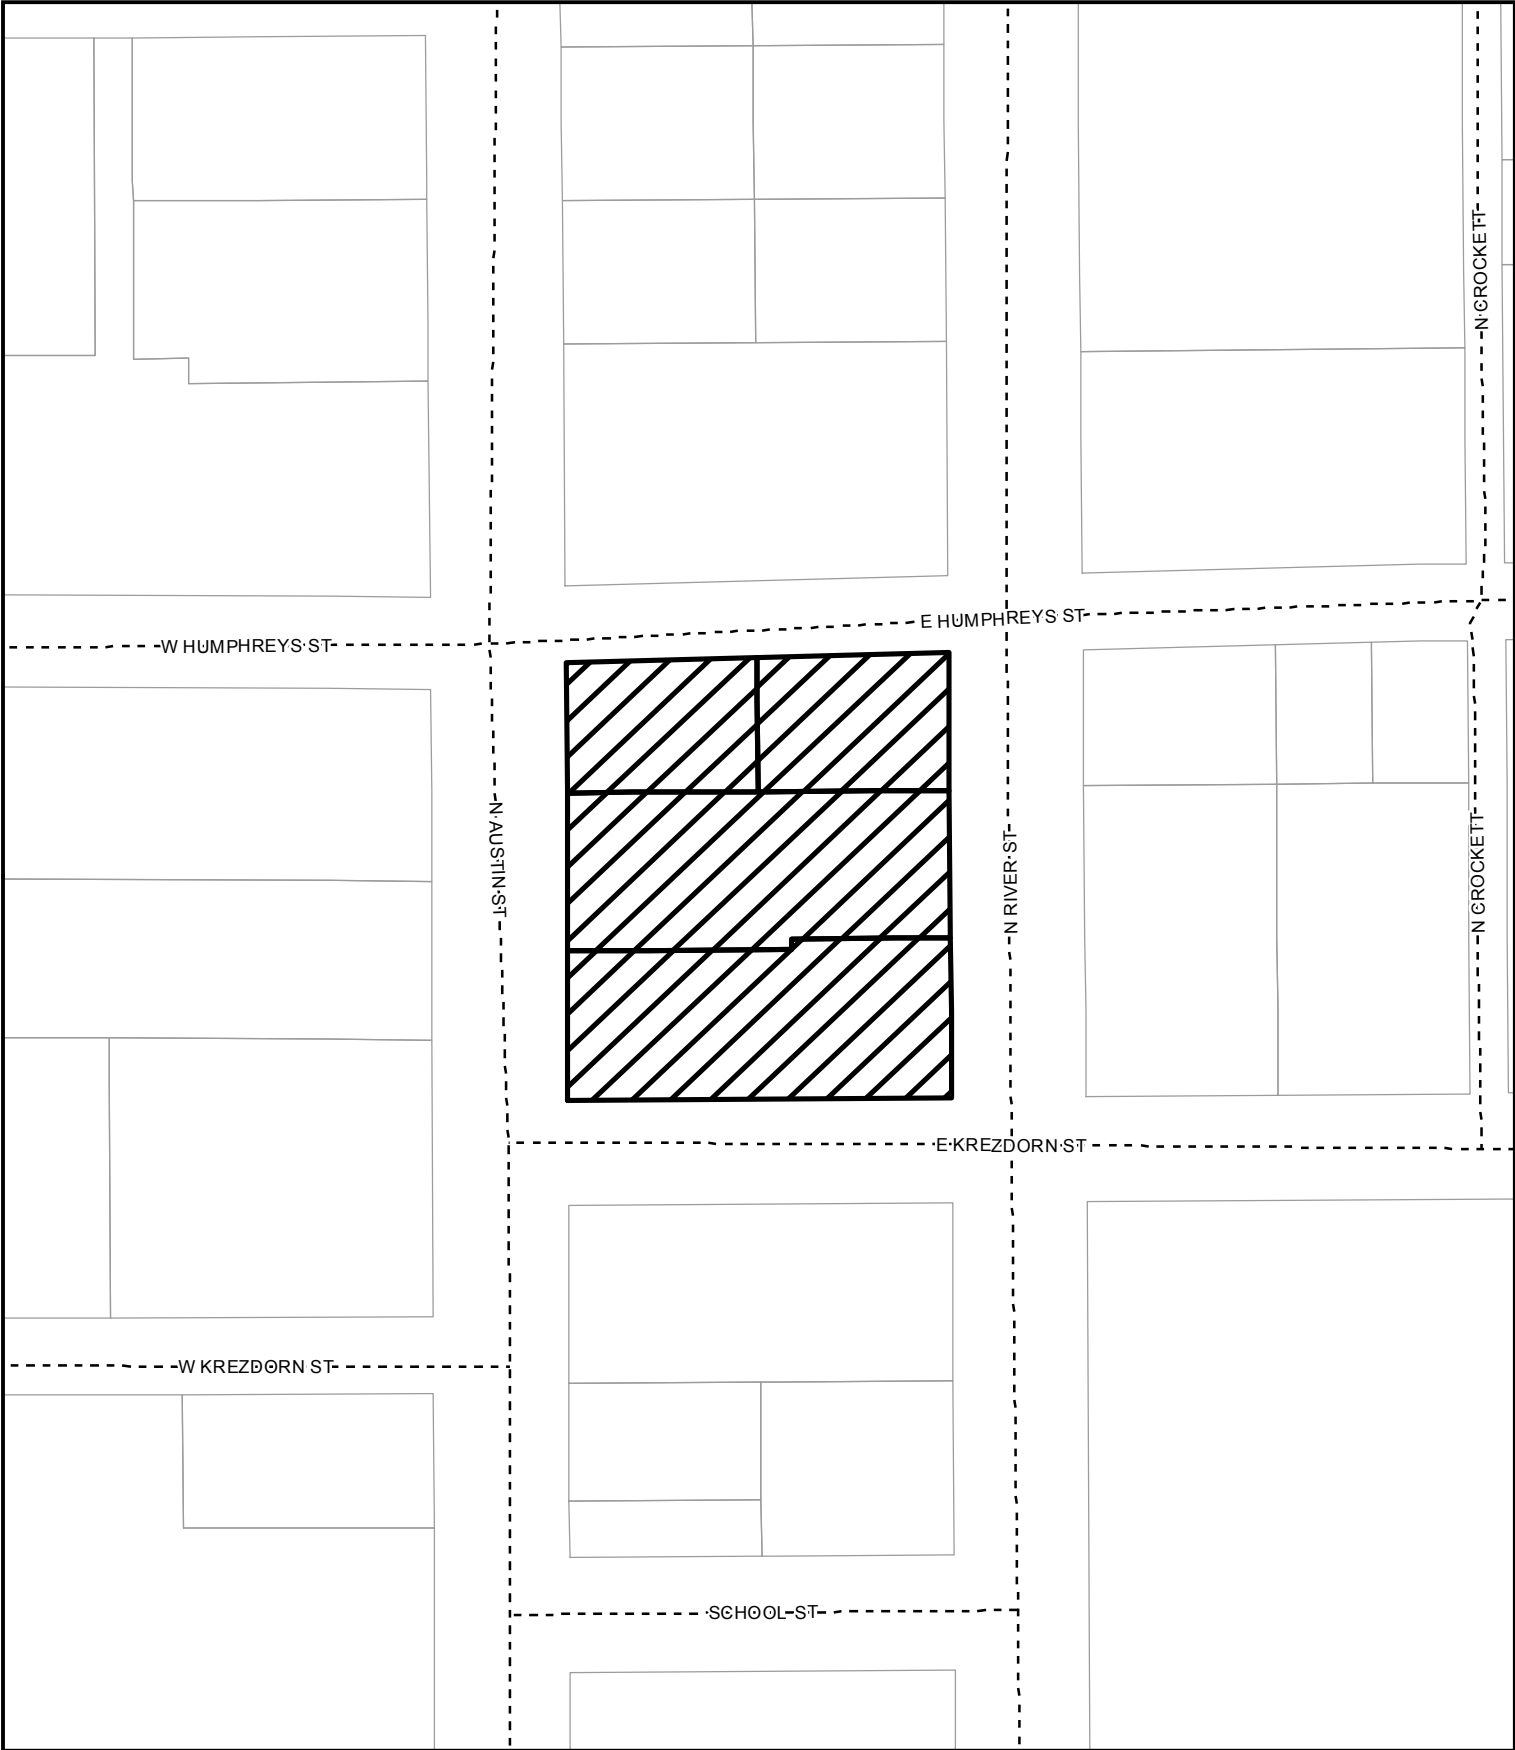 N CROCKETT
E HUMPHREYS ST
W HUMPHREYS ST
N AUSTIN ST
N RIVER ST
N CROCKETT
E KREZDORN ST
W KREZDORN ST
SCHOOL ST